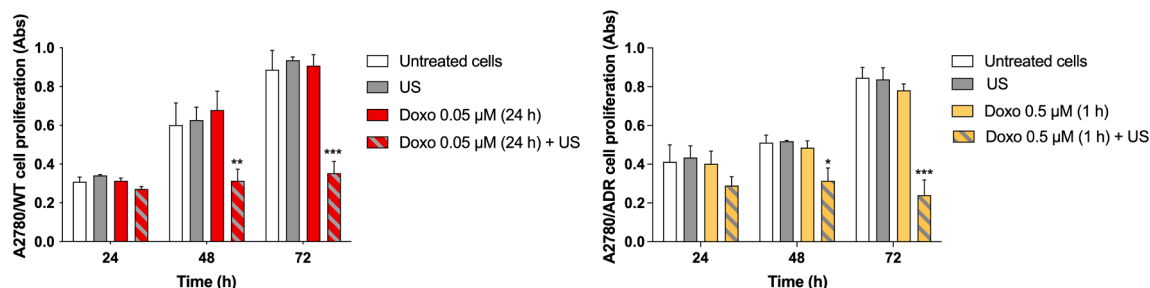 A2780/WT cell proliferation (Abs)
1.0
0.8
0.6
0.4
0.2
0.0
**
***
24
48
72
Time (h)
Untreated cells
US
Doxo 0.05 µM (24 h)
Doxo 0.05 µM (24 h) + US
A2780/ADR cell proliferation (Abs)
1.0
0.8
0.6
0.4
0.2
0.0
*
***
24
48
72
Time (h)
Untreated cells
US
Doxo 0.5 µM (1 h)
Doxo 0.5 µM (1 h) + US